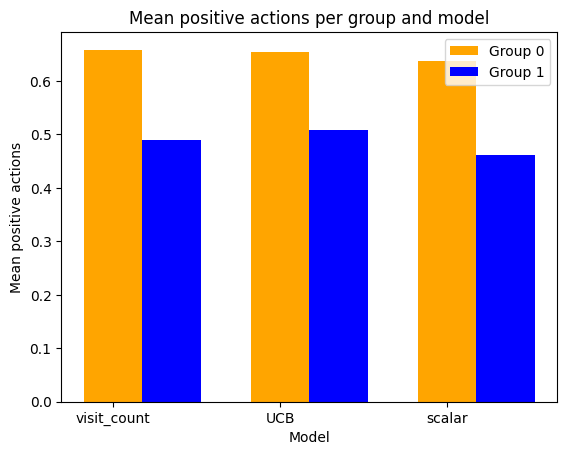 Mean positive actions per group and model
Group 0
Group 1
Mean positive actions
0.6
0.5
0.4
0.3
0.2
0.1
0.0
visit_count UCB scalar
Model